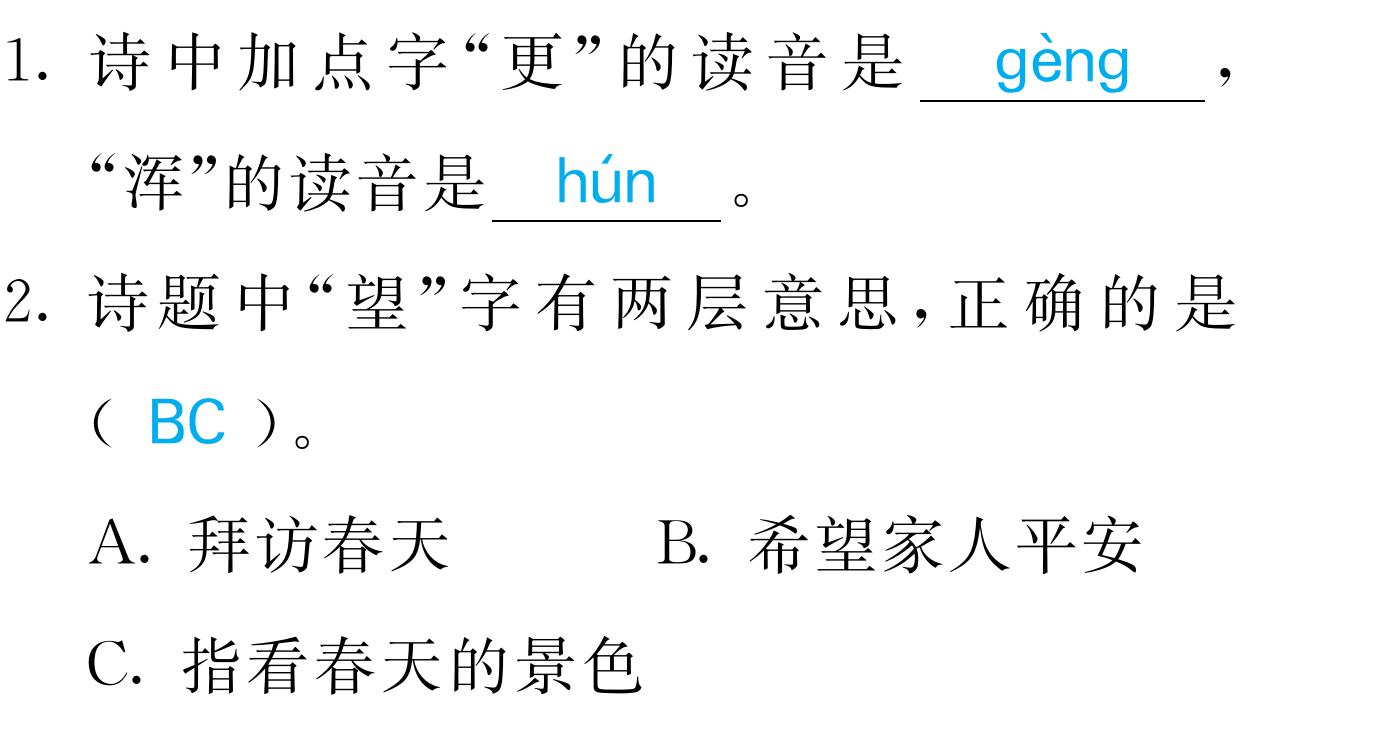 1. 诗中加点字“更”的读音是 gèng ，
“浑”的读音是 hún 。
2. 诗题中“望”字有两层意思，正确的是
（ BC ）。
A. 拜访春天 B. 希望家人平安
C. 指看春天的景色